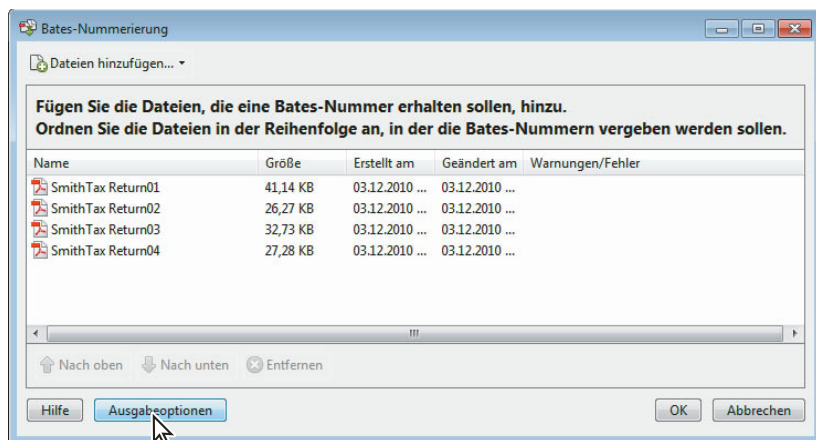 Bates-Nummerierung
Dateien hinzufügen...
Fügen Sie die Dateien, die eine Bates-Nummer erhalten sollen, hinzu.
Ordnen Sie die Dateien in der Reihenfolge an, in der die Bates-Nummern vergeben werden sollen.
Name Größe Erstellt am Geändert am Warnungen/Fehler
SmithTax Return01 41,14 KB 03.12.2010 ... 03.12.2010 ...
SmithTax Return02 26,27 KB 03.12.2010 ... 03.12.2010 ...
SmithTax Return03 32,73 KB 03.12.2010 ... 03.12.2010 ...
SmithTax Return04 27,28 KB 03.12.2010 ... 03.12.2010 ...
Nach oben Nach unten Entfernen
Hilfe Ausgabeoptionen OK Abbrechen